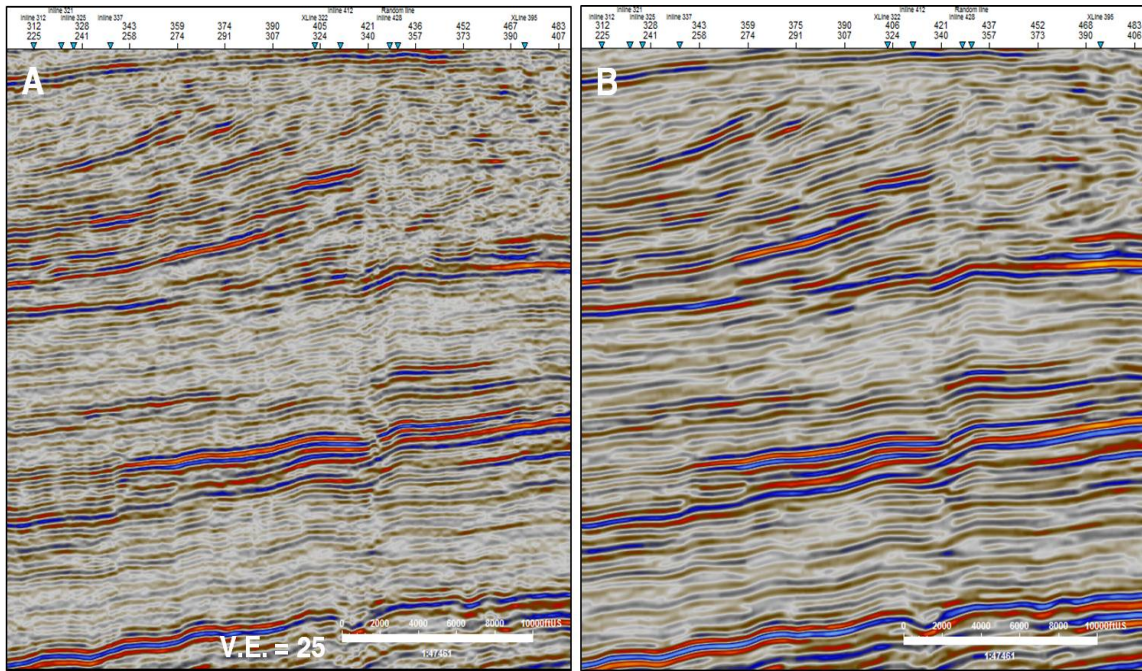 Inline 321 Inline 412 Random line
Inline 312 Inline 325 Inline 337 XLine 322 Inline 428 XLine 395
312 328 343 359 374 390 405 421 436 452 467 483
225 241 258 274 291 307 324 340 357 373 390 407
A
0 2000 4000 6000 8000 10000ftUS
V.E. = 25
1:47461
Inline 321 Inline 412 Random line
Inline 312 Inline 325 Inline 337 XLine 322 Inline 428 XLine 395
312 328 343 359 375 390 405 421 437 452 468 483
225 241 258 274 291 307 324 340 357 373 390 406
B
0 2000 4000 6000 8000 10000ftUS
1:47461